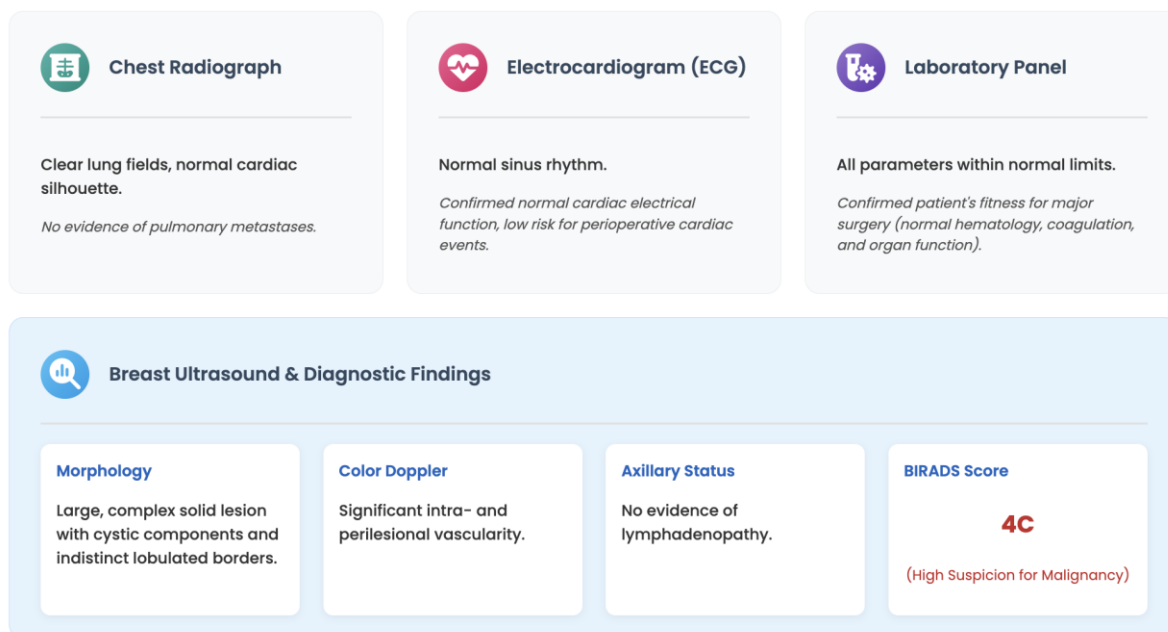 Chest Radiograph
Clear lung fields, normal cardiac
silhouette.
No evidence of pulmonary metastases.
Electrocardiogram (ECG)
Normal sinus rhythm.
Confirmed normal cardiac electrical
function, low risk for perioperative cardiac
events.
Laboratory Panel
All parameters within normal limits.
Confirmed patient's fitness for major
surgery (normal hematology, coagulation,
and organ function).
Breast Ultrasound & Diagnostic Findings
Morphology
Large, complex solid lesion
with cystic components and
indistinct lobulated borders.
Color Doppler
Significant intra- and
perilesional vascularity.
Axillary Status
No evidence of
lymphadenopathy.
BIRADS Score
4C
(High Suspicion for Malignancy)